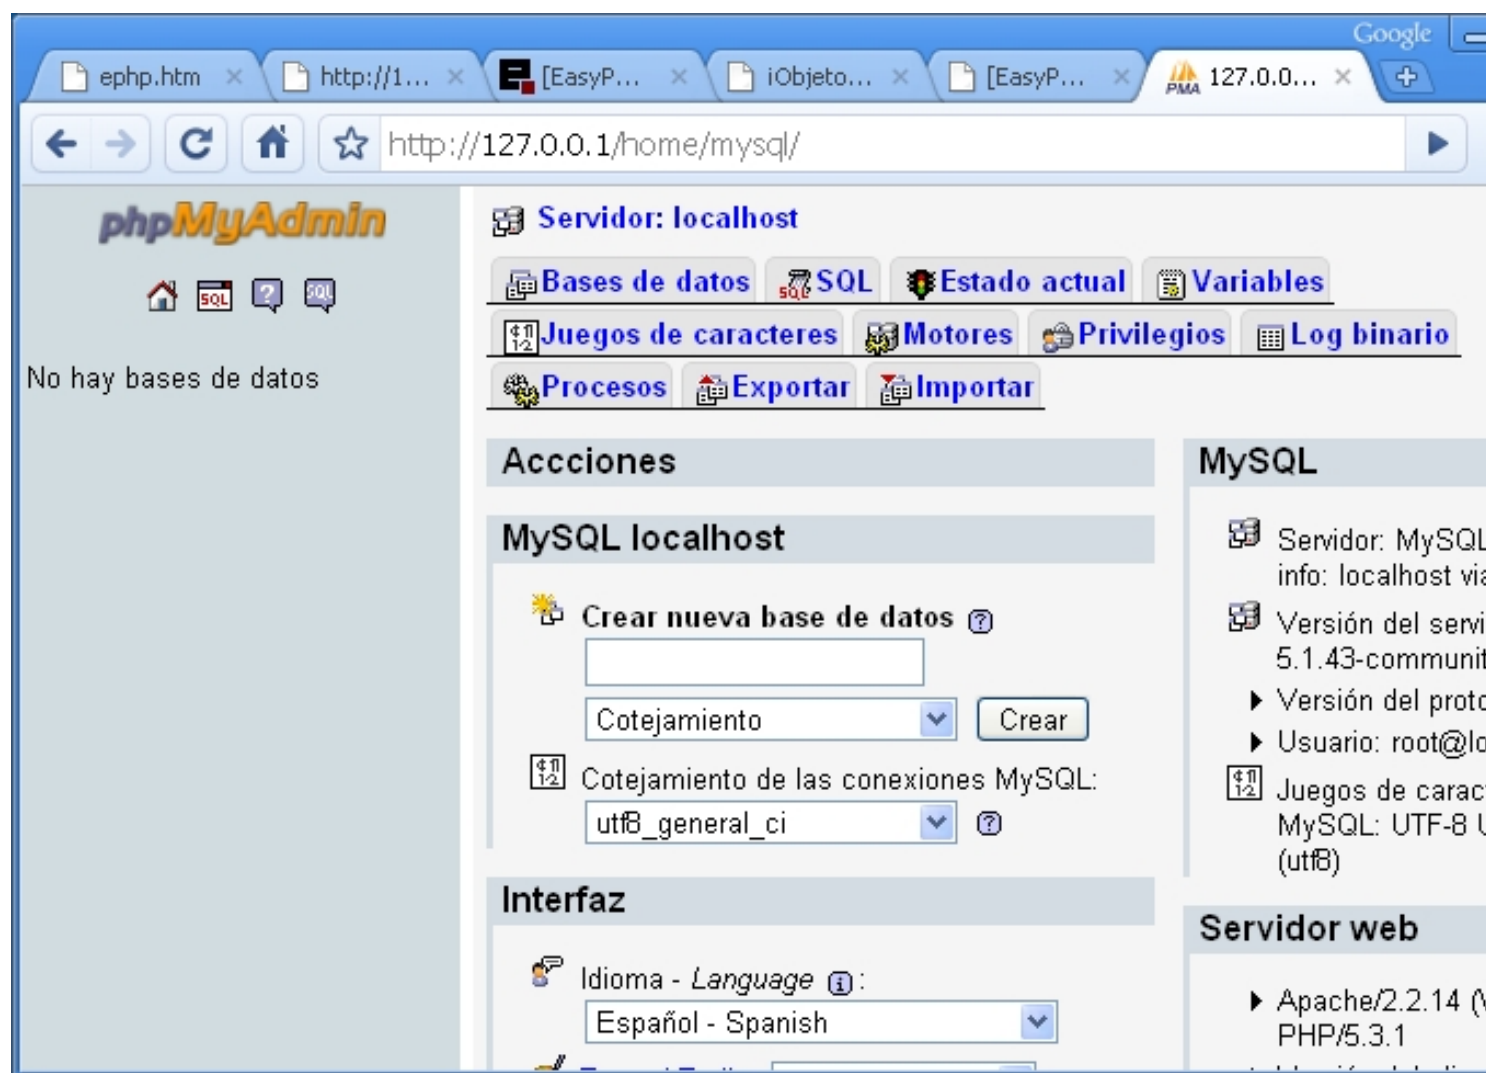 Google
ephp.htm
http://1...
[EasyP...
iObjeto...
[EasyP...
PMA 127.0.0...
http://127.0.0.1/home/mysql/
phpMyAdmin
SQL ? SQL
No hay bases de datos
Servidor: localhost
Bases de datos SQL Estado actual Variables
Juegos de caracteres Motores Privilegios Log binario
Procesos Exportar Importar
Accciones
MySQL localhost
Crear nueva base de datos
Cotejamiento Crear
Cotejamiento de las conexiones MySQL:
utf8_general_ci
Interfaz
Idioma - Language :
Español - Spanish
MySQL
Servidor: MySQL
info: localhost via
Versión del servi
5.1.43-communit
Versión del proto
Usuario: root@lo
Juegos de caract
MySQL: UTF-8 U
(utf8)
Servidor web
Apache/2.2.14 (W
PHP/5.3.1